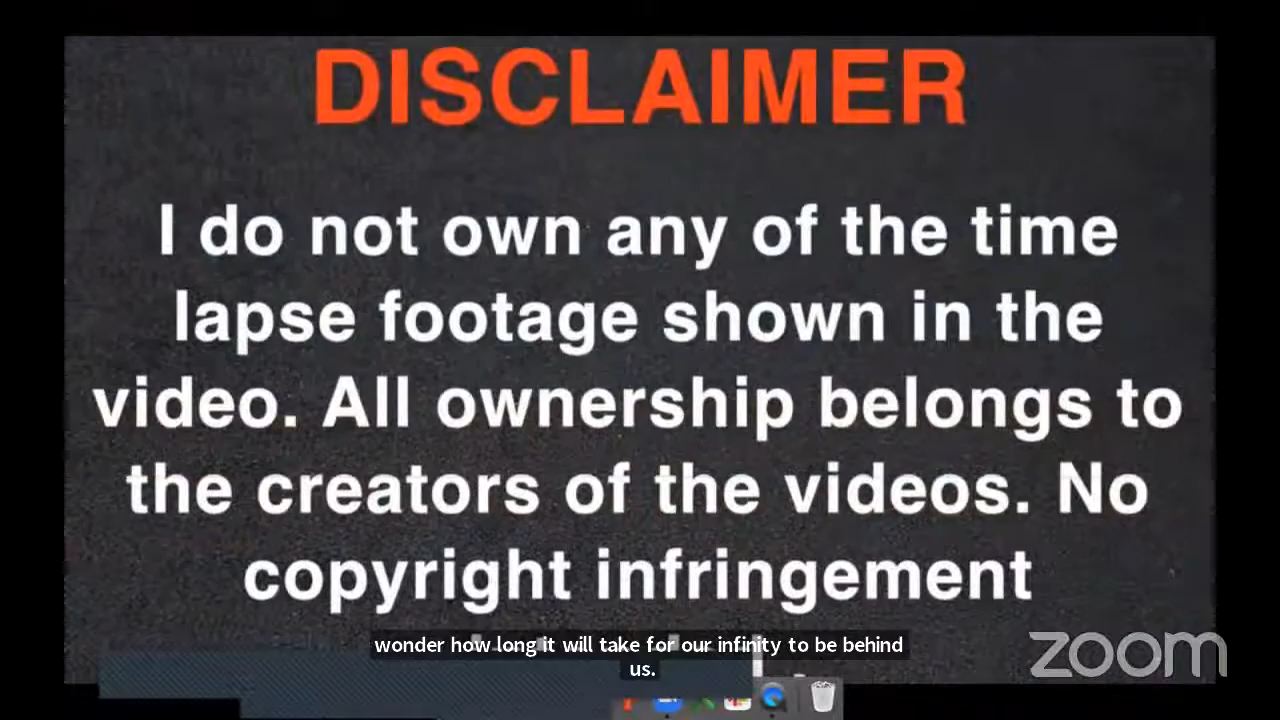 DISCLAIMER
I do not own any of the time
lapse footage shown in the
video. All ownership belongs to
the creators of the videos. No
copyright infringement
wonder how long it will take for our infinity to be behind
us.
zoom